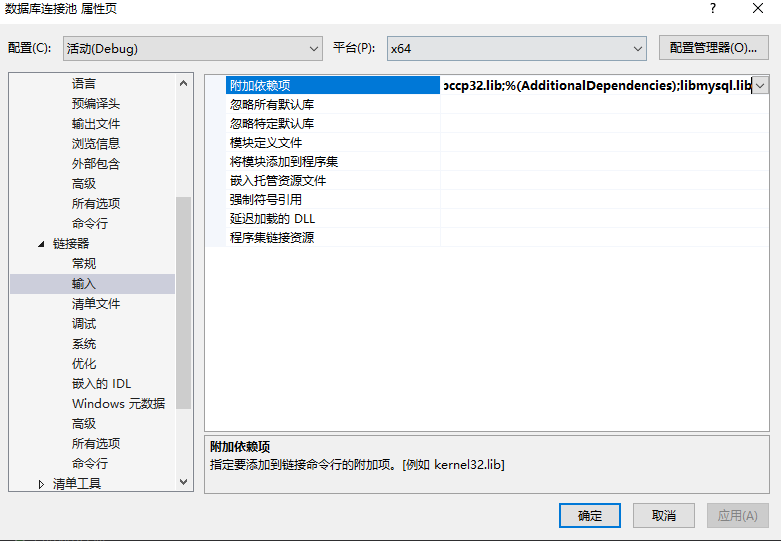 数据库连接池 属性页
配置(C): 活动(Debug) 平台(P): x64 配置管理器(O)...
语言
预编译头
输出文件
浏览信息
外部包含
高级
所有选项
命令行
链接器
常规
输入
清单文件
调试
系统
优化
嵌入的 IDL
Windows 元数据
高级
所有选项
命令行
清单工具
附加依赖项 ccp32.lib;%(AdditionalDependencies);libmysql.lib
忽略所有默认库
忽略特定默认库
模块定义文件
将模块添加到程序集
嵌入托管资源文件
强制符号引用
延迟加载的 DLL
程序集链接资源
附加依赖项
指定要添加到链接命令行的附加项。[例如 kernel32.lib]
确定 取消 应用(A)